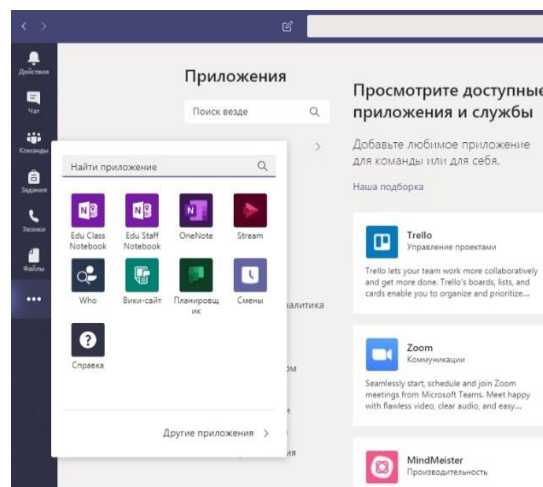 Действия
Чат
Команды
Задания
Звонки
Файлы
Приложения
Поиск везде
Найти приложение
Edu Class
Notebook
Edu Staff
Notebook
OneNote
Stream
Who
Вики-сайт
Планировщ
ик
Смены
Справка
Другие приложения
алитика
ом
и
ия
Просмотрите доступные
приложения и службы
Добавьте любимое приложение
для команды или для себя.
Наша подборка
Trello
Управление проектами
Trello lets your team work more collaboratively
and get more done. Trello's boards, lists, and
cards enable you to organize and prioritize...
Zoom
Коммуникации
Seamlessly start, schedule and join Zoom
meetings from Microsoft Teams. Meet happy
with flawless video, clear audio, and easy...
MindMeister
Производительность